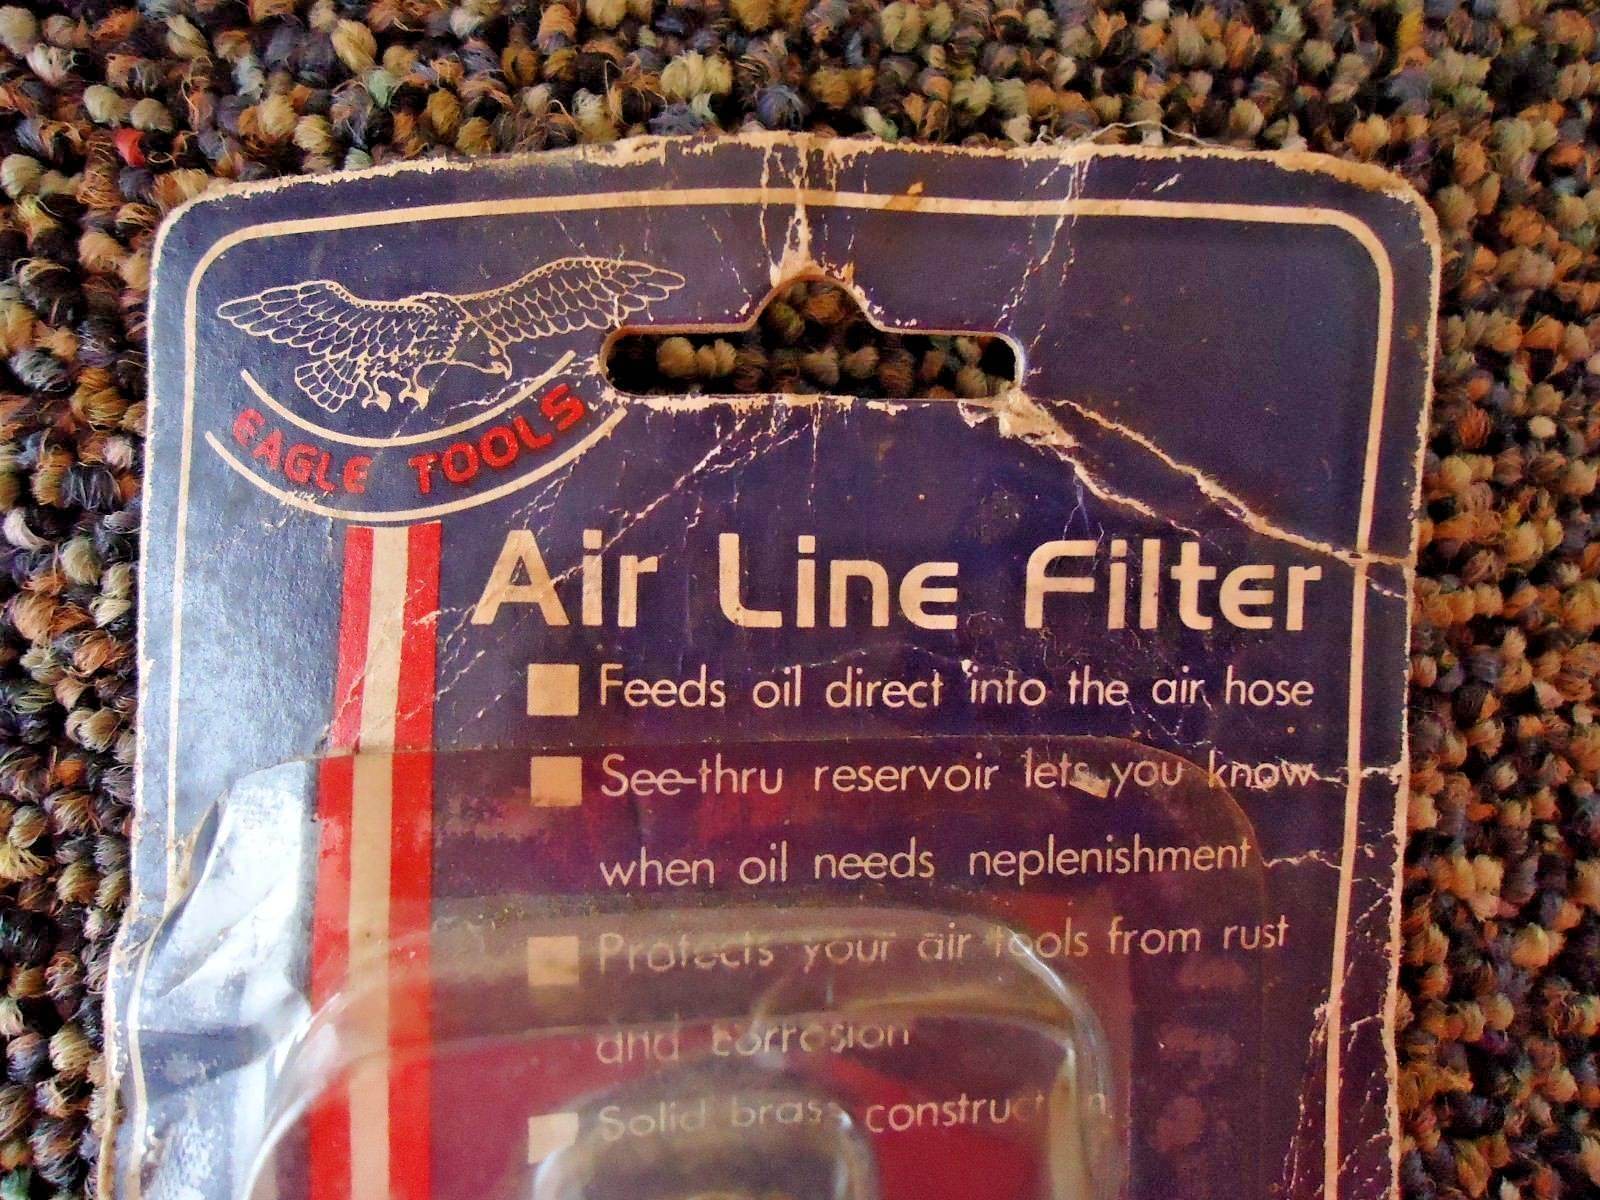 EAGLE TOOLS
Air Line Filter
Feeds oil direct into the air hose
See-thru reservoir lets you know
when oil needs neplenishment
Protects your air tools from rust
and corrosion
Solid brass construction